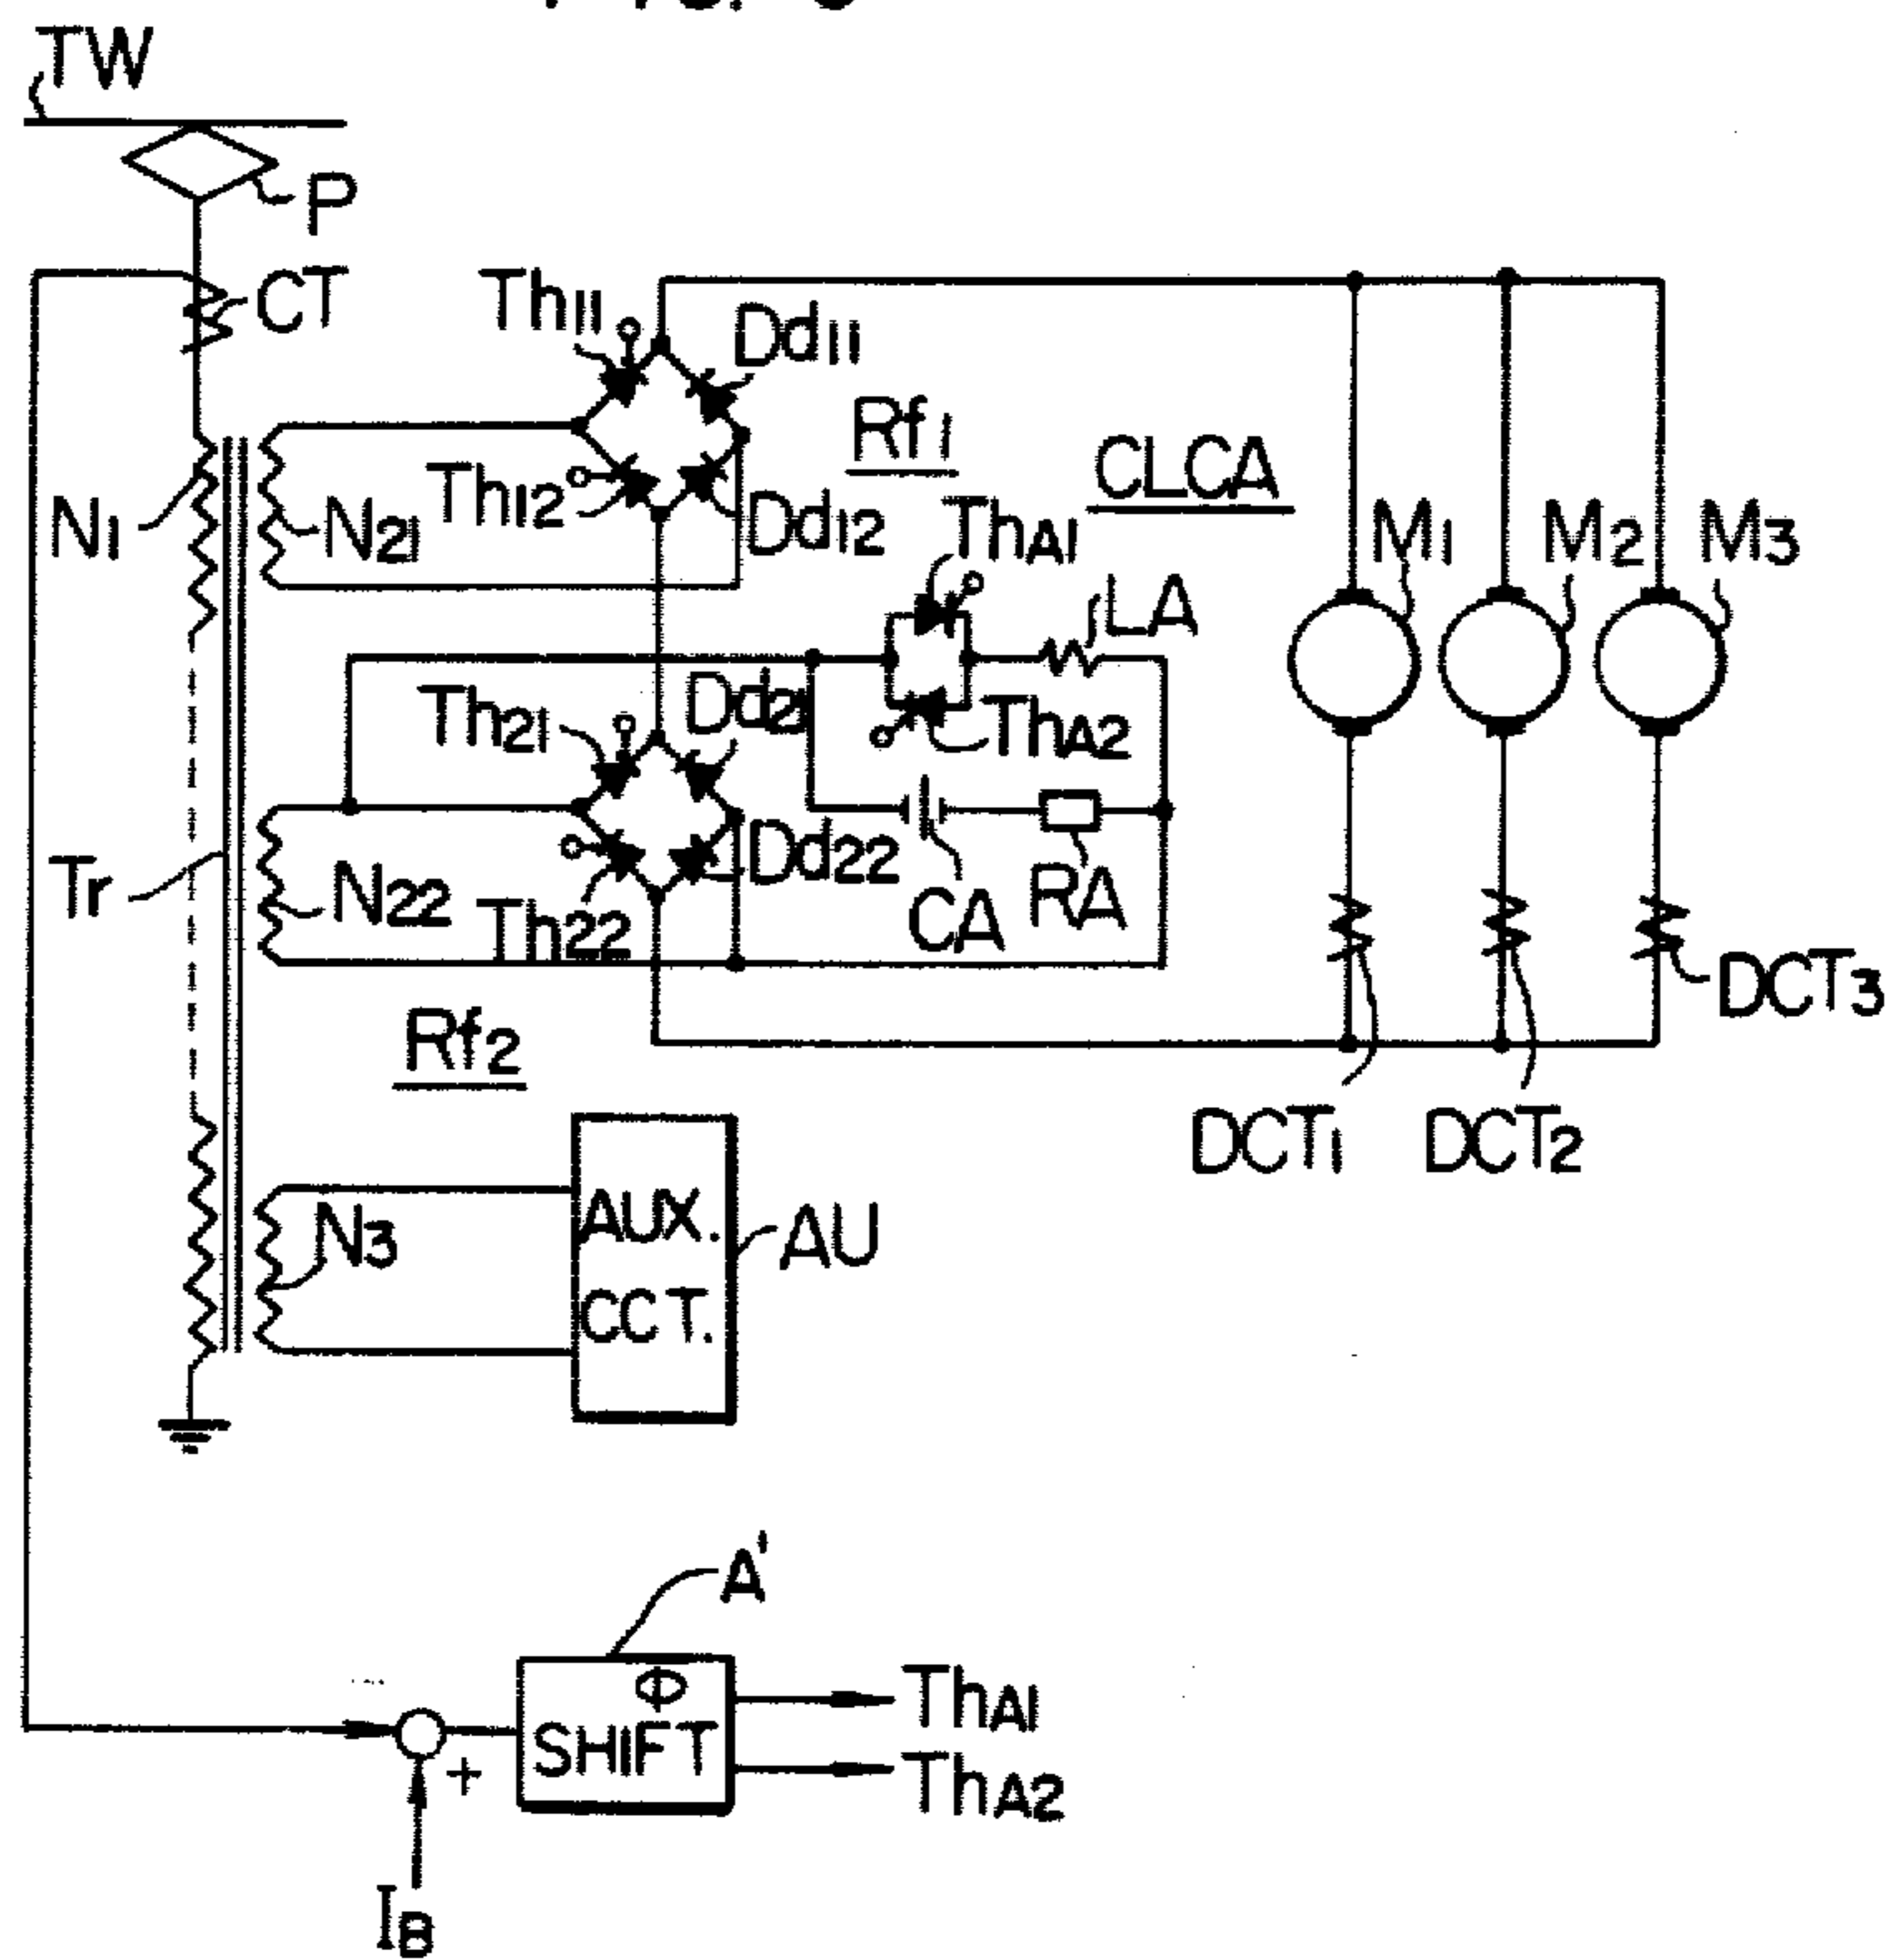 TW
P
CT
Th11
Dd11
Rf1
CLCA
N1
N21
Th12
Dd12
ThA1
LA
M1
M2
M3
Th21
Dd21
ThA2
Tr
N22
Th22
Dd22
CA
RA
DCT3
Rf2
DCT1
DCT2
N3
AUX.
CCT.
AU
A'
Φ
SHIFT
ThA1
ThA2
+
IB